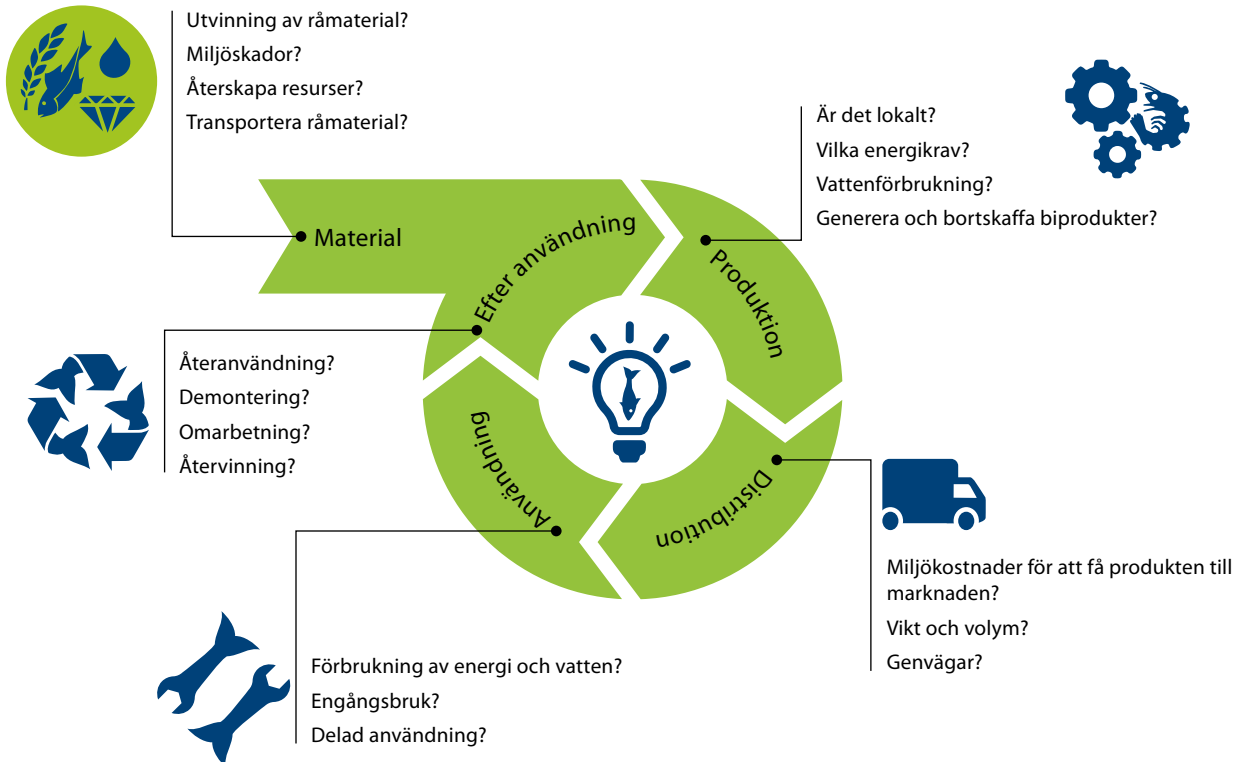 Utvinning av råmaterial?
Miljöskador?
Återskapa resurser?
Transportera råmaterial?
Är det lokalt?
Vilka energikrav?
Vattenförbrukning?
Generera och bortskaffa biprodukter?
Material
Efter användning
Produktion
Återanvändning?
Demontering?
Omarbetning?
Återvinning?
Användning
Distribution
Miljökostnader för att få produkten till
marknaden?
Vikt och volym?
Genvägar?
Förbrukning av energi och vatten?
Engångsbruk?
Delad användning?